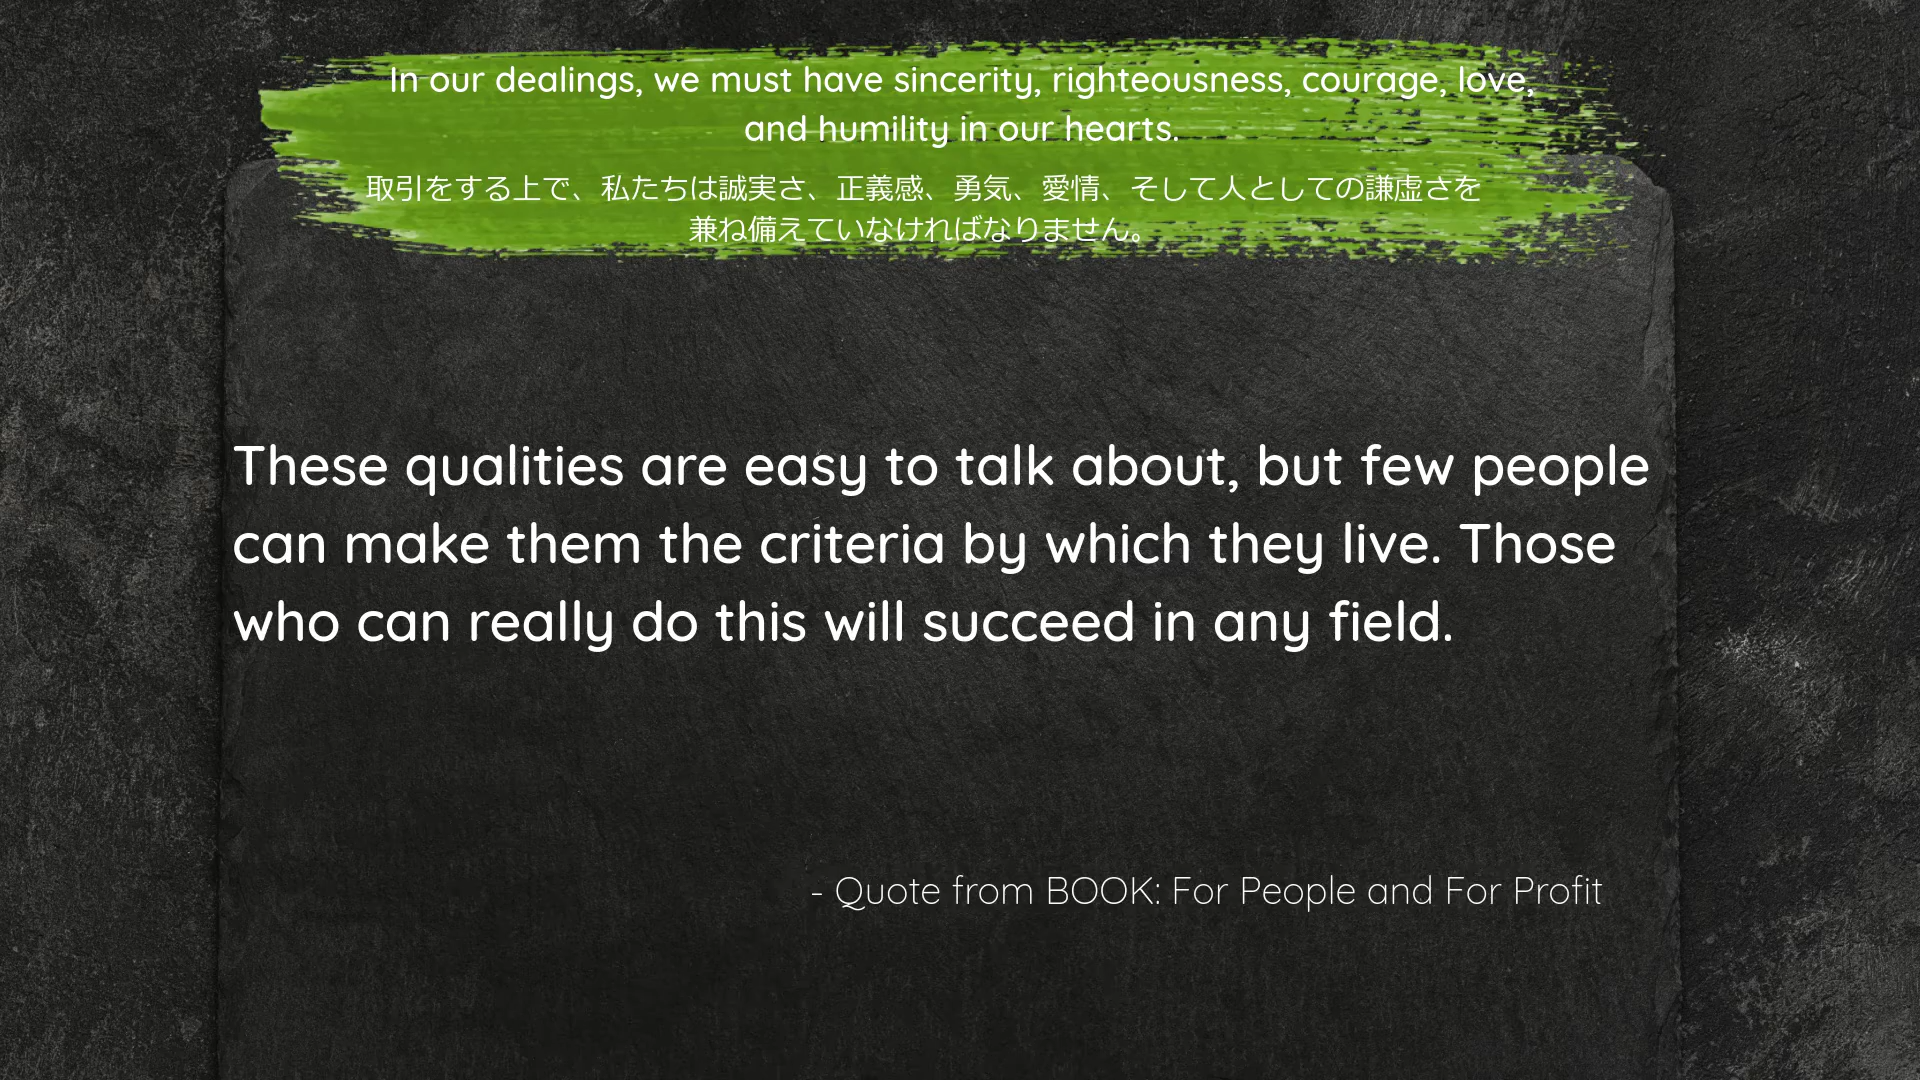 In our dealings, we must have sincerity, righteousness, courage, love,
and humility in our hearts.
取引をする上で、私たちは誠実さ、正義感、勇気、愛情、そして人としての謙虚さを
兼ね備えていなければなりません。
These qualities are easy to talk about, but few people
can make them the criteria by which they live. Those
who can really do this will succeed in any field.
- Quote from BOOK: For People and For Profit